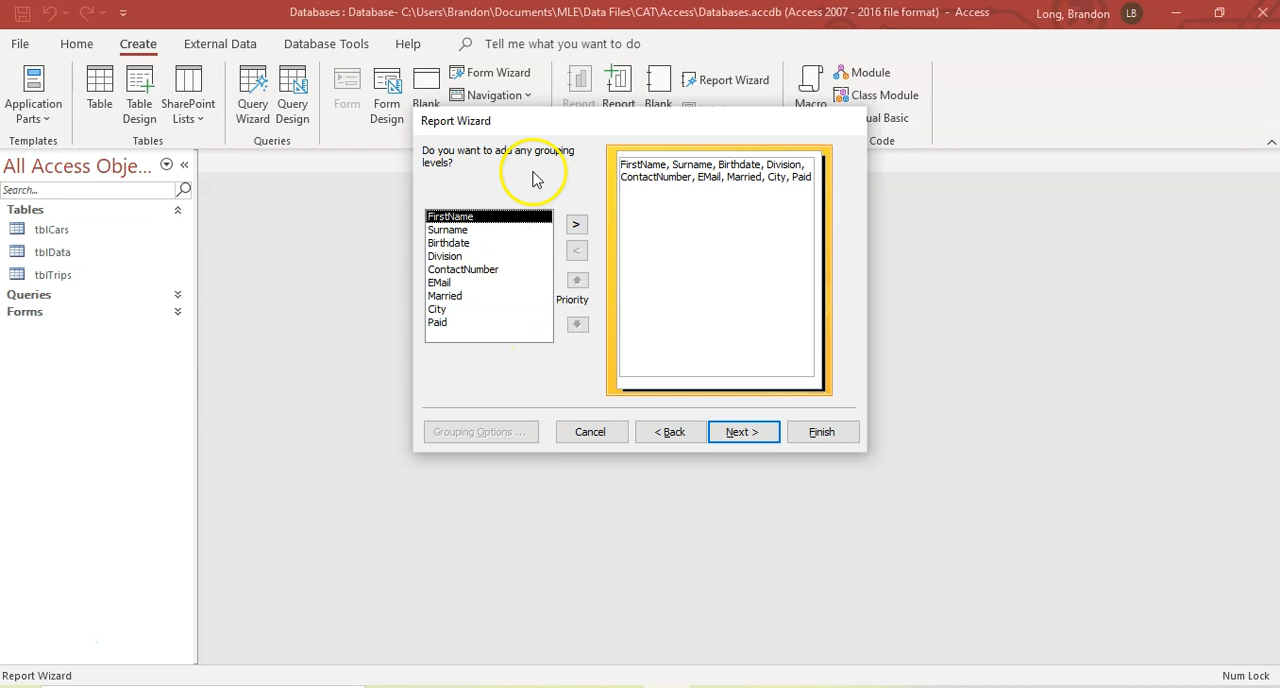 Databases : Database- C:\Users\Brandon\Documents\MLE\Data Files\CAT\Access\Databases.accdb (Access 2007 - 2016 file format) - Access
Long, Brandon
LB
File
Home
Create
External Data
Database Tools
Help
Tell me what you want to do
Application
Parts
Table
Table
Design
SharePoint
Lists
Query
Wizard
Query
Design
Form
Form
Design
Blank
Form Wizard
Navigation
Report
Report
Blank
Report Wizard
Macro
Module
Class Module
ual Basic
Templates
Tables
Queries
Code
All Access Obje...
Search...
Tables
tblCars
tblData
tblTrips
Queries
Forms
Report Wizard
Do you want to add any grouping
levels?
FirstName
Surname
Birthdate
Division
ContactNumber
EMail
Married
City
Paid
>
<
Priority
FirstName, Surname, Birthdate, Division,
ContactNumber, EMail, Married, City, Paid
Grouping Options ...
Cancel
< Back
Next >
Finish
Report Wizard
Num Lock